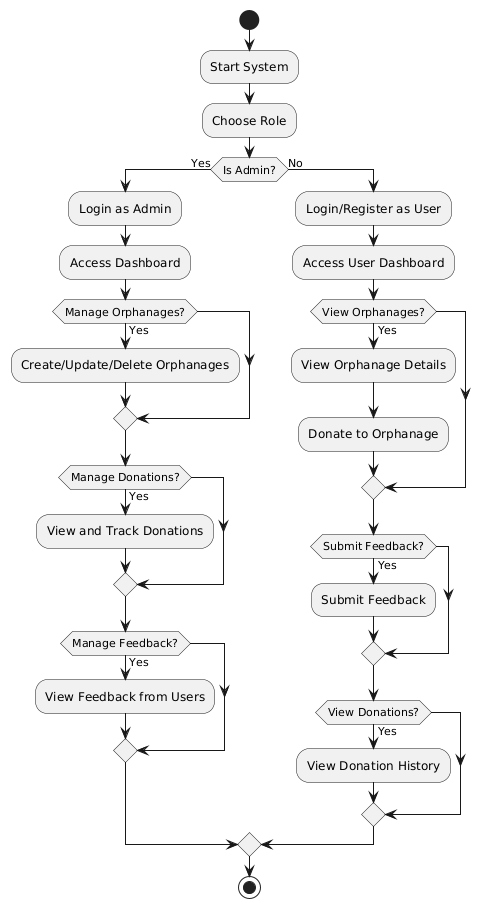 Start System
Choose Role
Is Admin?
Yes
No
Login as Admin
Access Dashboard
Manage Orphanages?
Yes
Create/Update/Delete Orphanages
Manage Donations?
Yes
View and Track Donations
Manage Feedback?
Yes
View Feedback from Users
Login/Register as User
Access User Dashboard
View Orphanages?
Yes
View Orphanage Details
Donate to Orphanage
Submit Feedback?
Yes
Submit Feedback
View Donations?
Yes
View Donation History